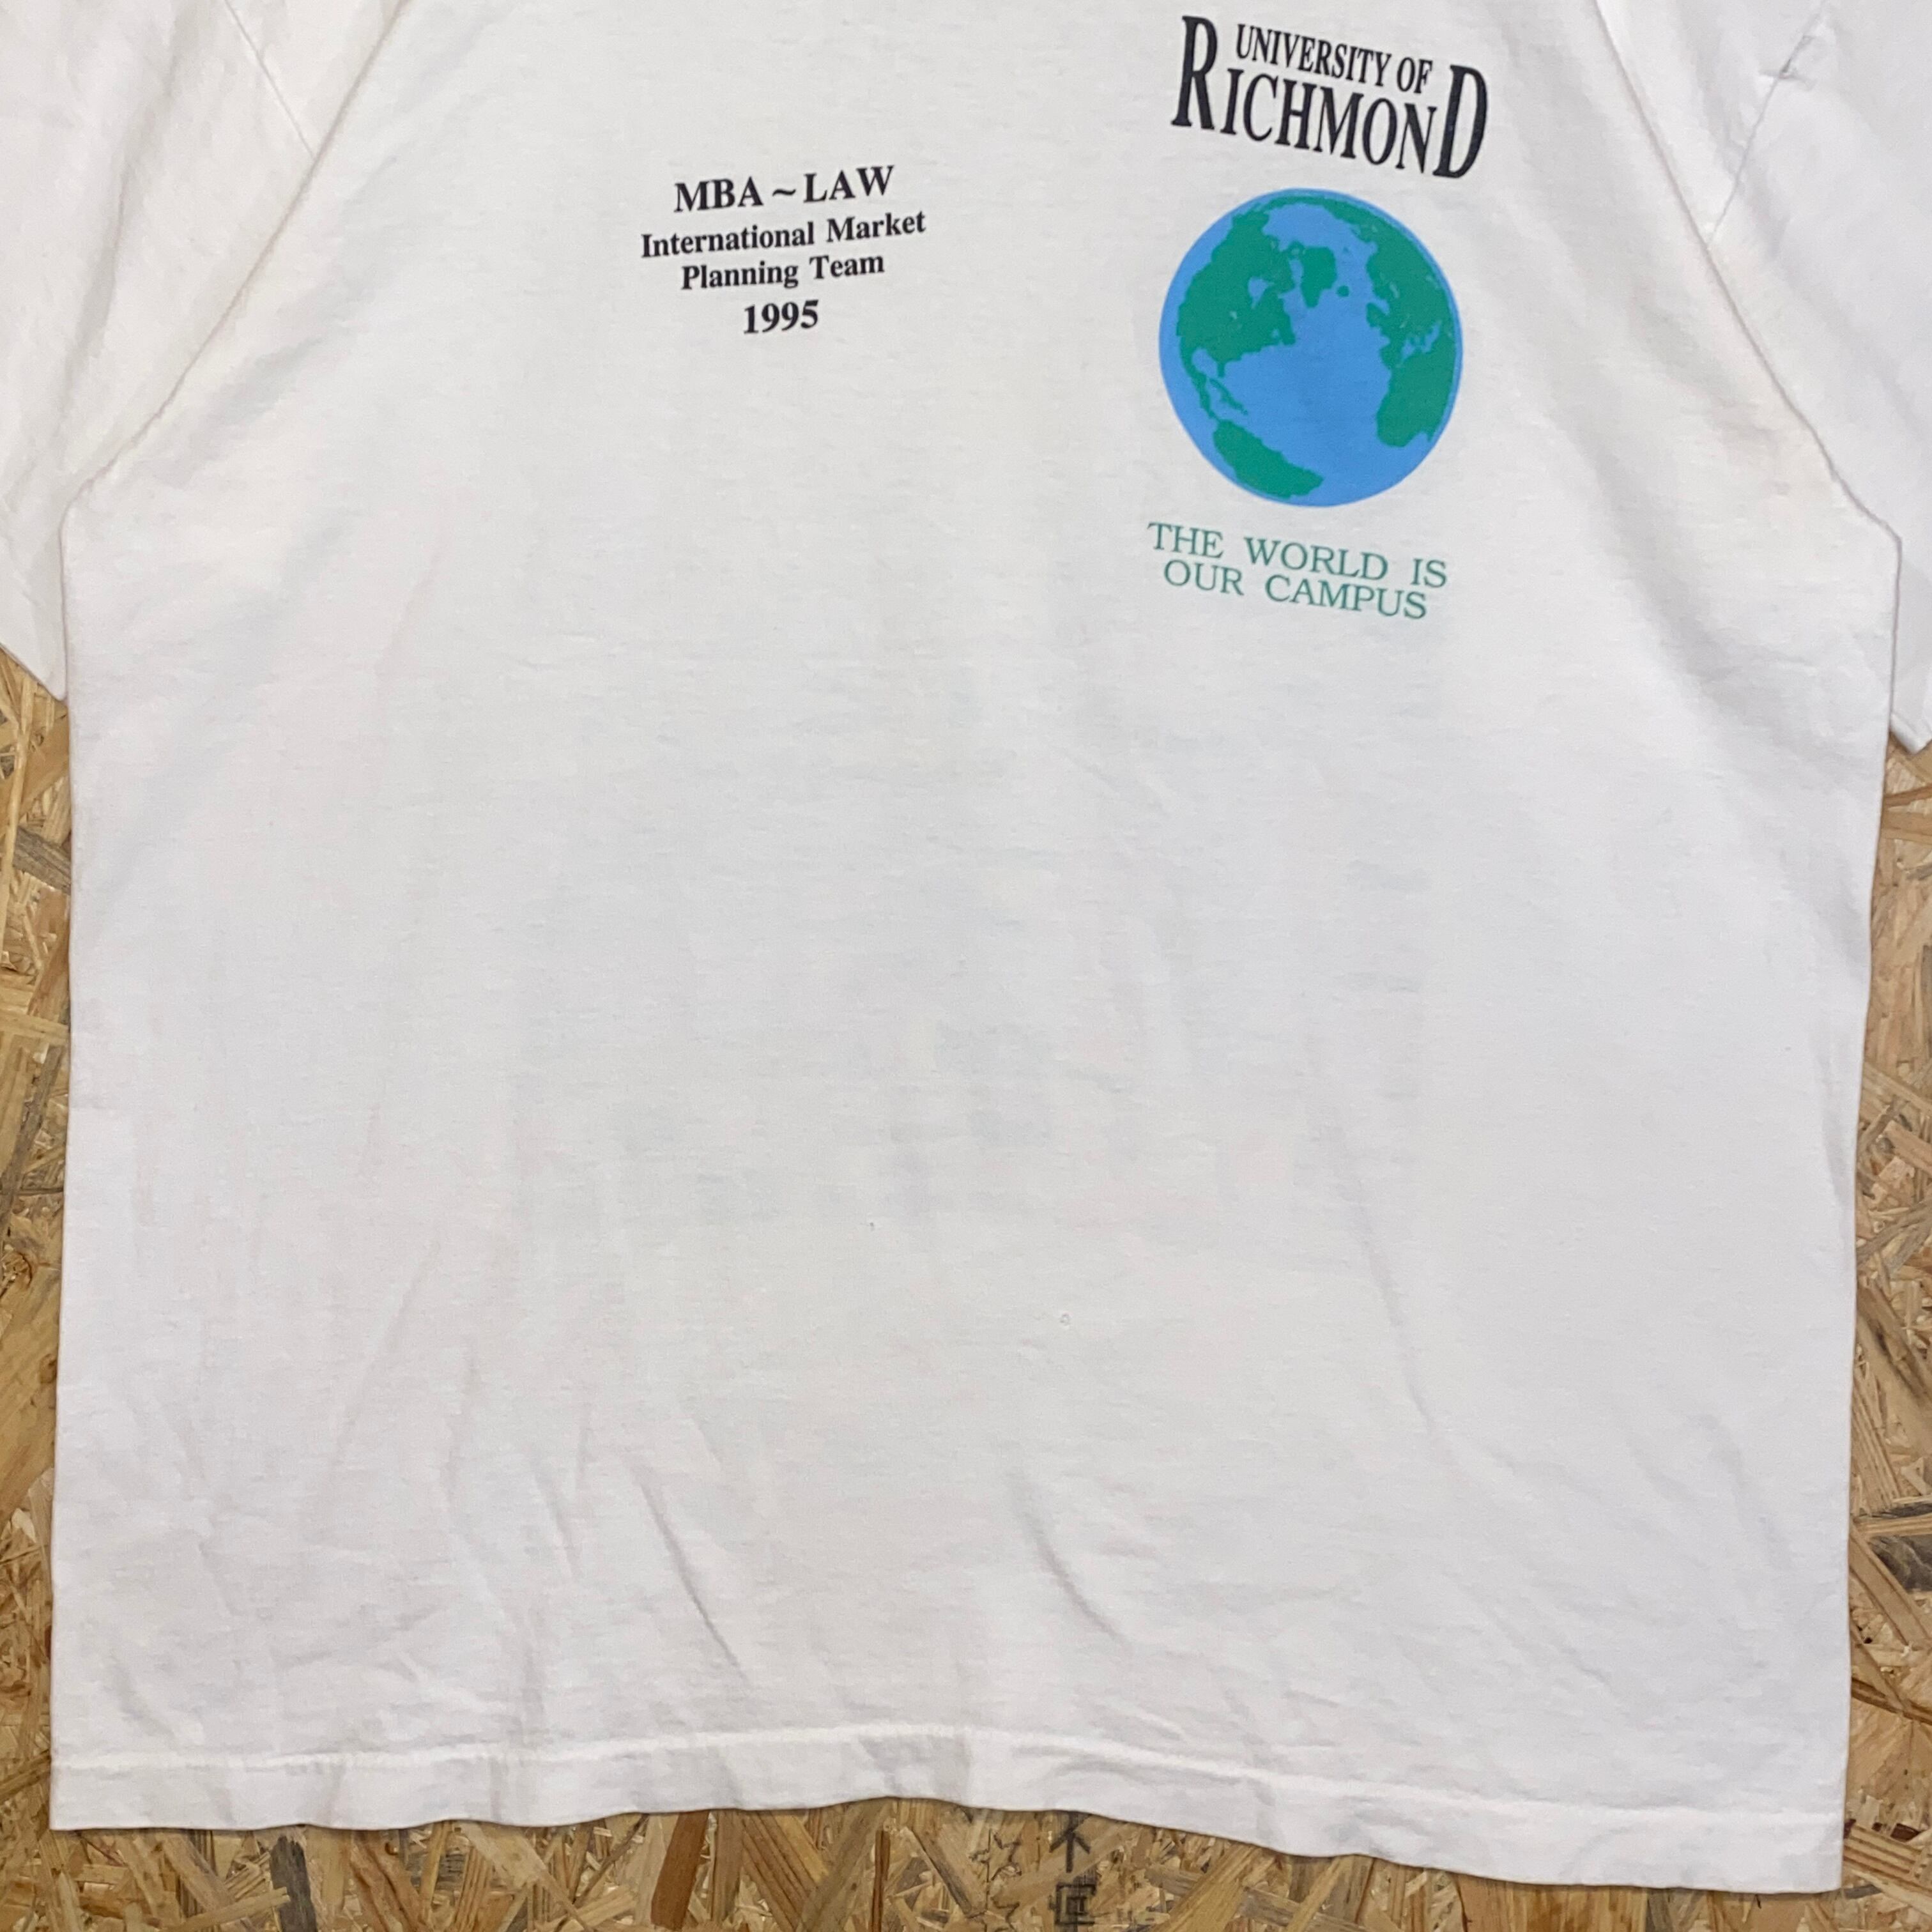 MBA ~ LAW
International Market
Planning Team
1995
UNIVERSITY OF
RICHMOND
THE WORLD IS
OUR CAMPUS